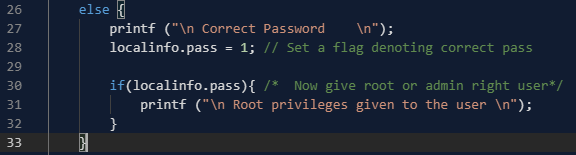 26 else {
27 printf ("\n Correct Password    \n");
28 localinfo.pass = 1; // Set a flag denoting correct pass
29
30 if(localinfo.pass){ /*  Now give root or admin right user*/
31 printf ("\n Root privileges given to the user \n");
32 }
33 }